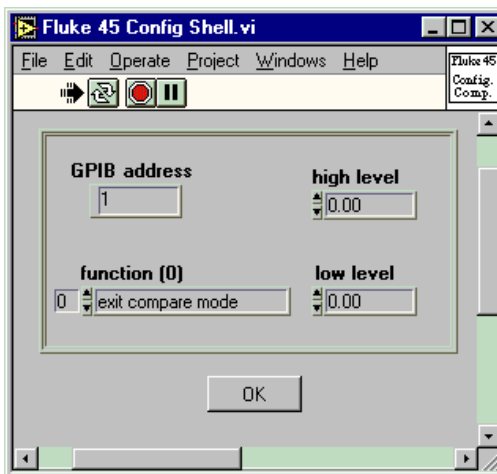 Fluke 45 Config Shell.vi
File Edit Operate Project Windows Help
Fluke 45
Config.
Comp.
GPIB address
1
high level
0.00
function (0)
0 exit compare mode
low level
0.00
OK